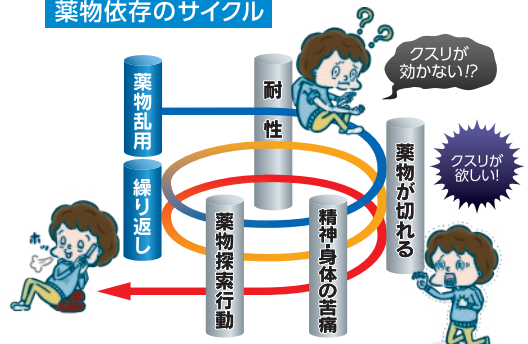 薬物依存のサイクル
薬物乱用
耐性
クスリが
効かない!?
薬物が切れる
クスリが
欲しい!
精神・身体の苦痛
薬物探索行動
繰り返し
ホッ
???